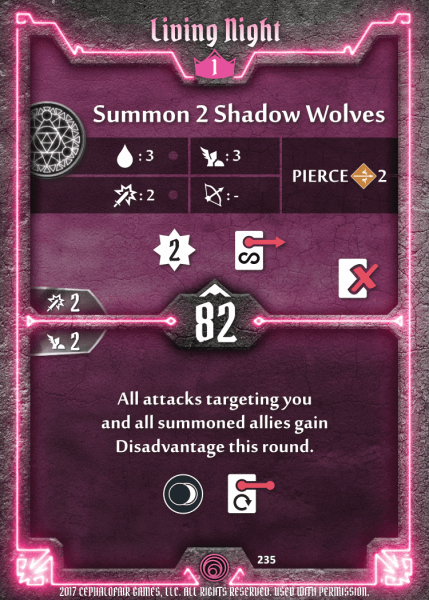 Living Night
1
Summon 2 Shadow Wolves
: 3 : 3
PIERCE 2
: 2 : -
2
2
82
2
All attacks targeting you
and all summoned allies gain
Disadvantage this round.
235
2017 CEPHALOFAIR GAMES, LLC. ALL RIGHTS RESERVED. USED WITH PERMISSION.